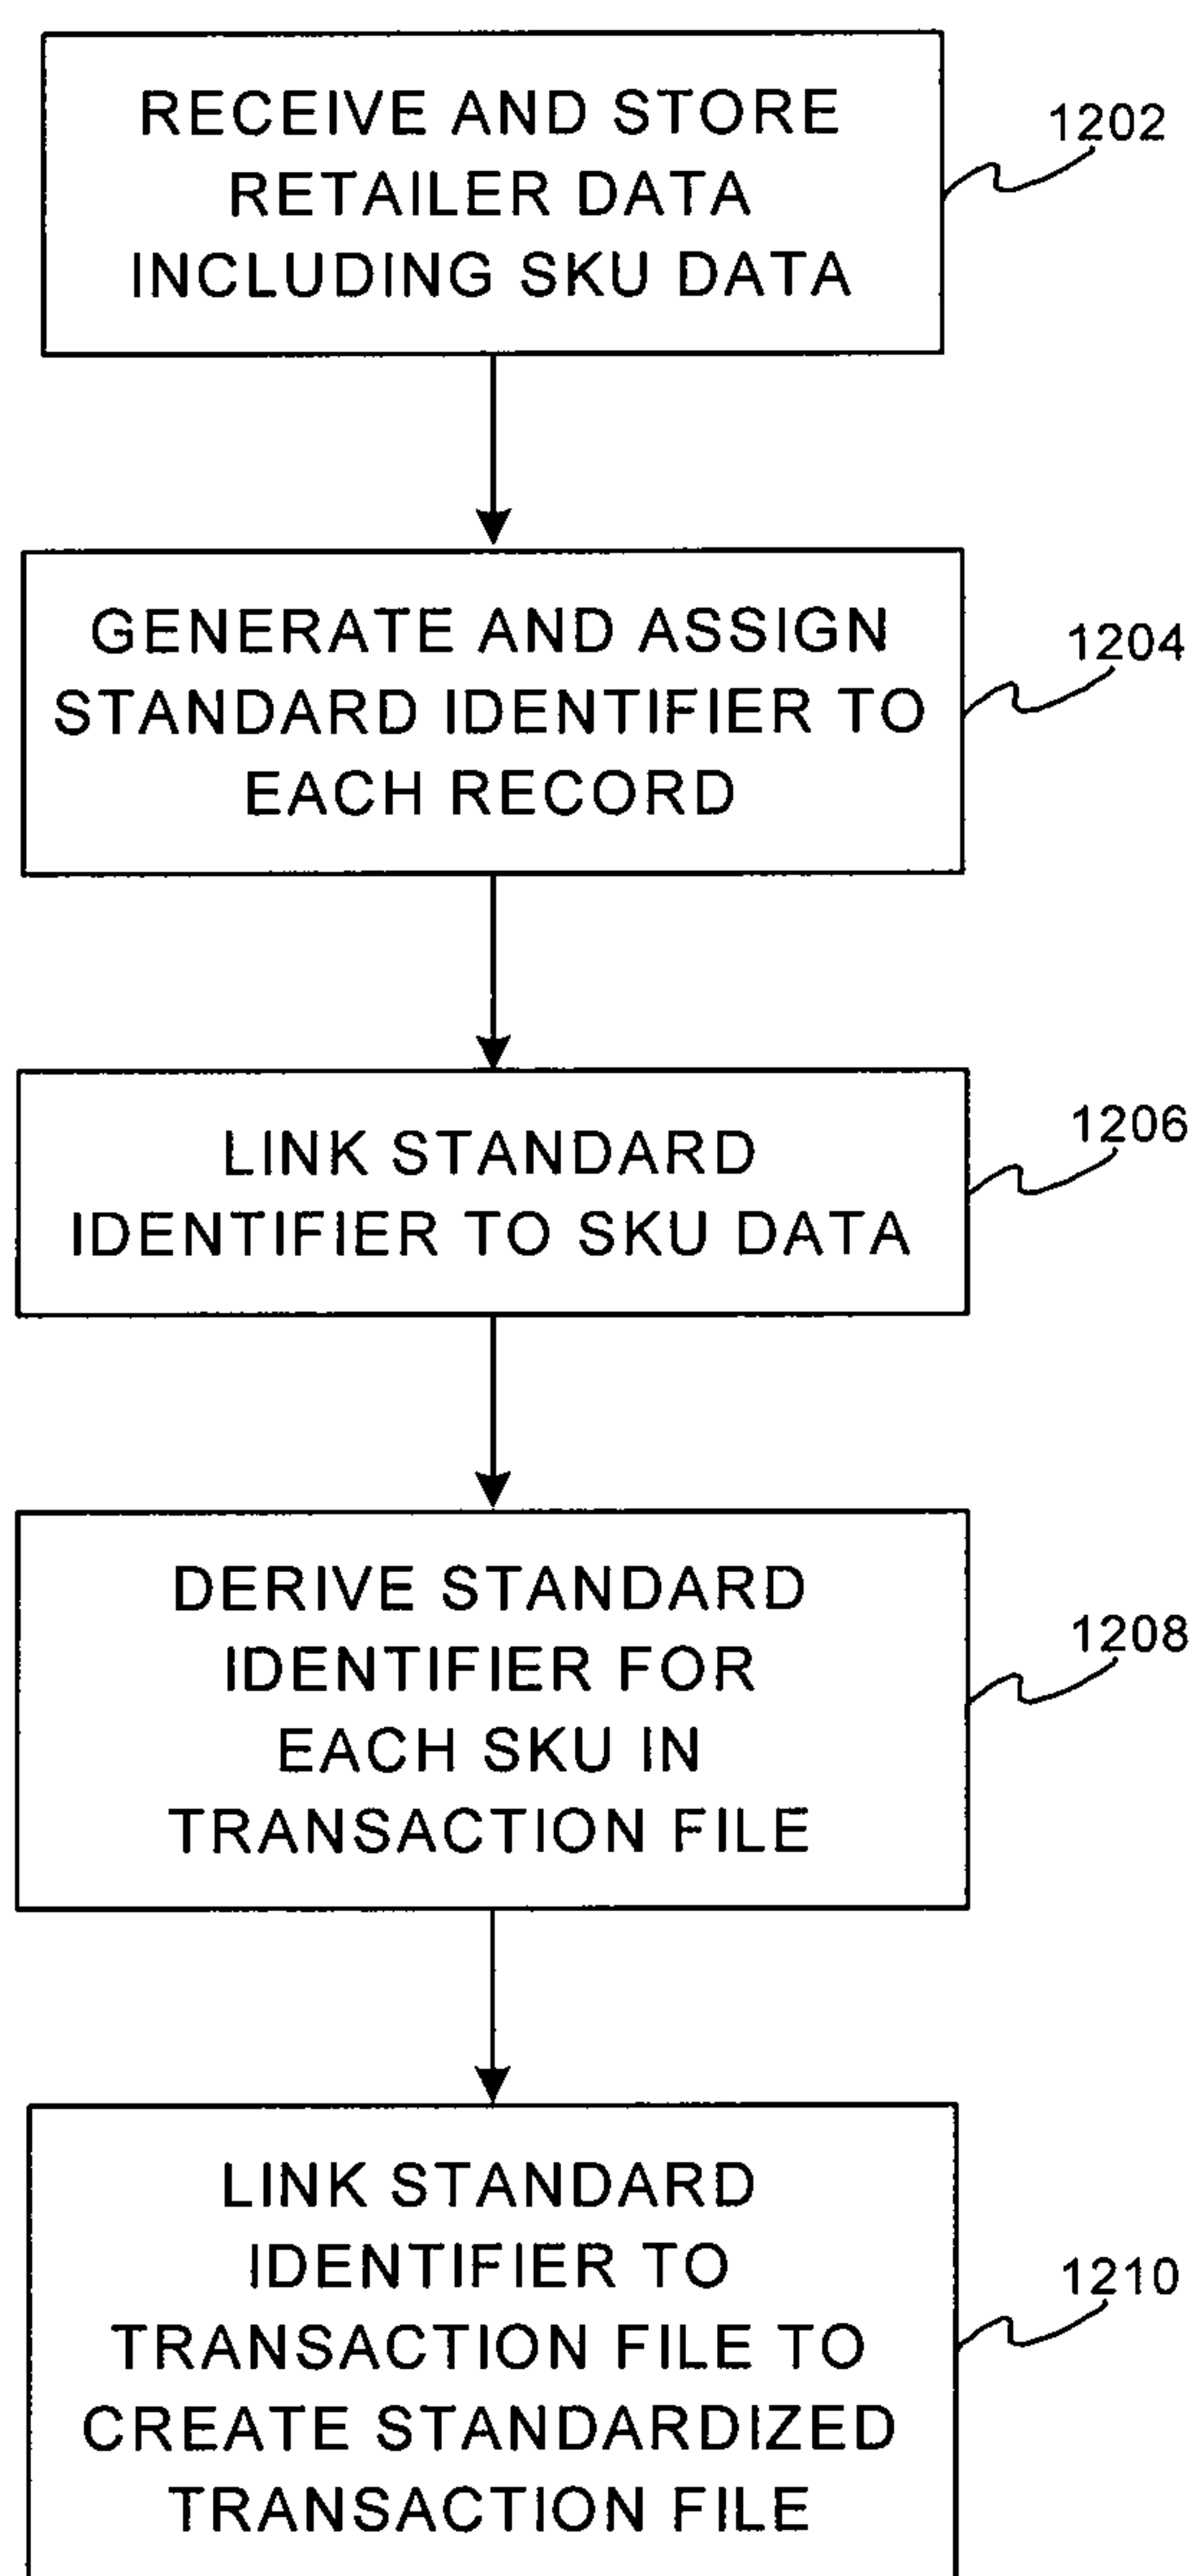 RECEIVE AND STORE
RETAILER DATA
INCLUDING SKU DATA
1202
GENERATE AND ASSIGN
STANDARD IDENTIFIER TO
EACH RECORD
1204
LINK STANDARD
IDENTIFIER TO SKU DATA
1206
DERIVE STANDARD
IDENTIFIER FOR
EACH SKU IN
TRANSACTION FILE
1208
LINK STANDARD
IDENTIFIER TO
TRANSACTION FILE TO
CREATE STANDARDIZED
TRANSACTION FILE
1210